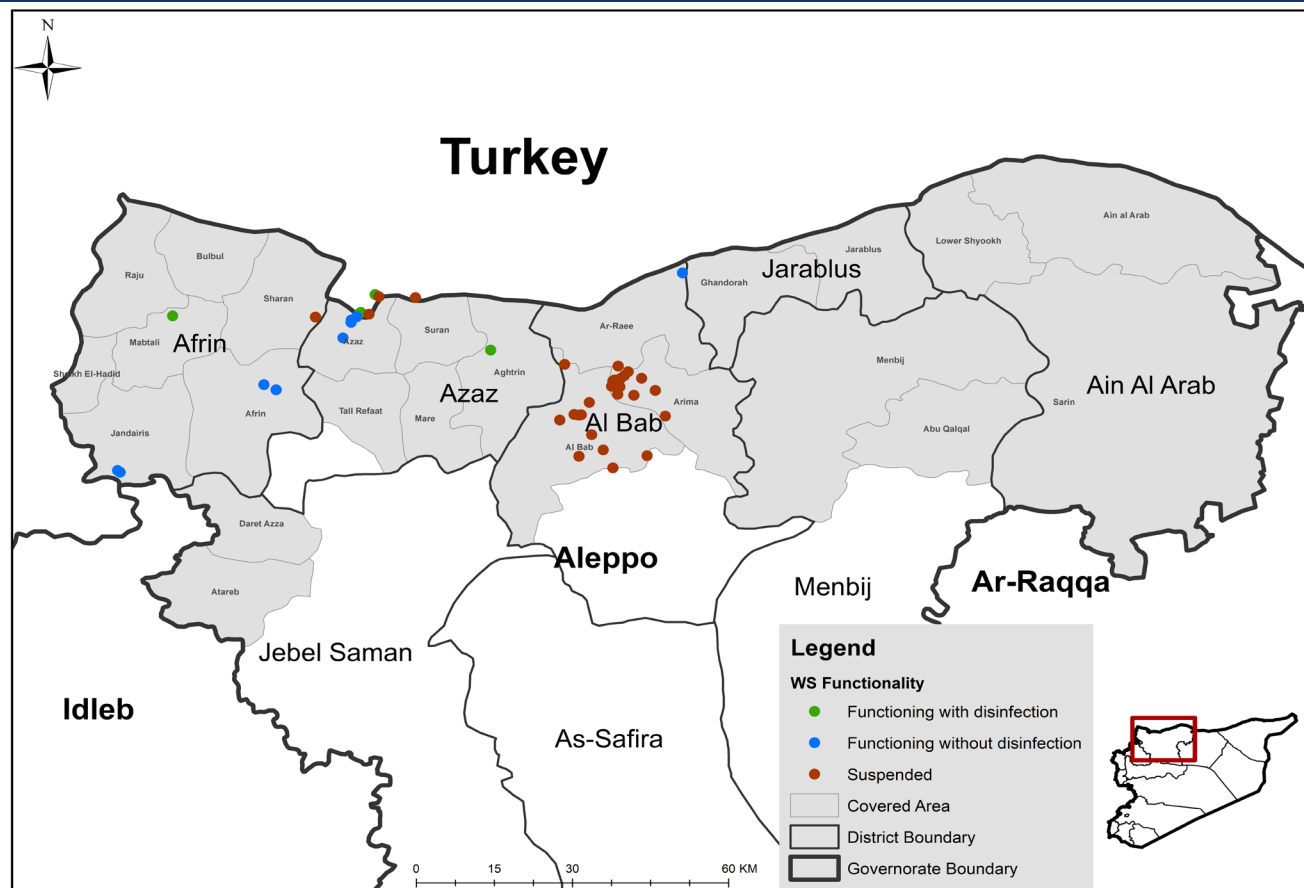 N
Turkey
Ain al Arab
Lower Shyookh
Jarablus
Bulbul
Jarablus
Raju
Ghandorah
Sharan
Ar-Raee
Suran
Azaz
Mabtali
Afrin
Menbij
Aghtrin
Sheikh El-Hadid
Ain Al Arab
Azaz
Arima
Sarin
Afrin
Tall Refaat
Mare
Al Bab
Abu Qalqal
Jandairis
Al Bab
Daret Azza
Aleppo
Ar-Raqqa
Menbij
Atareb
Jebel Saman
Idleb
As-Safira
Legend
WS Functionality
Functioning with disinfection
Functioning without disinfection
Suspended
Covered Area
District Boundary
Governorate Boundary
0 15 30 60 KM